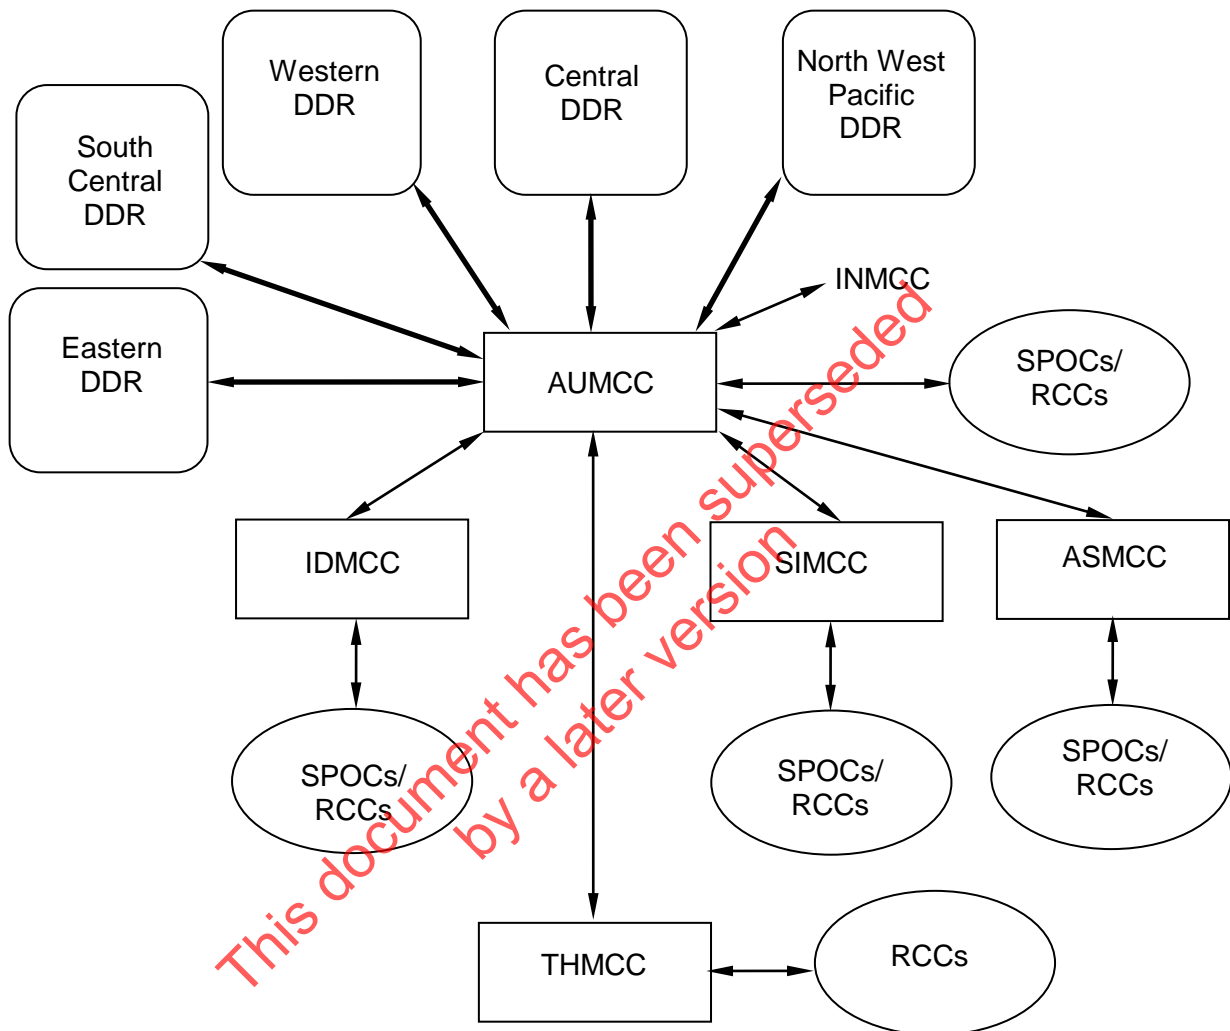 Western
DDR
Central
DDR
North West
Pacific
DDR
South
Central
DDR
INMCC
Eastern
DDR
AUMCC
SPOCs/
RCCs
IDMCC
SIMCC
ASMCC
SPOCs/
RCCs
SPOCs/
RCCs
SPOCs/
RCCs
THMCC
RCCs
This document has been superseded
by a later version